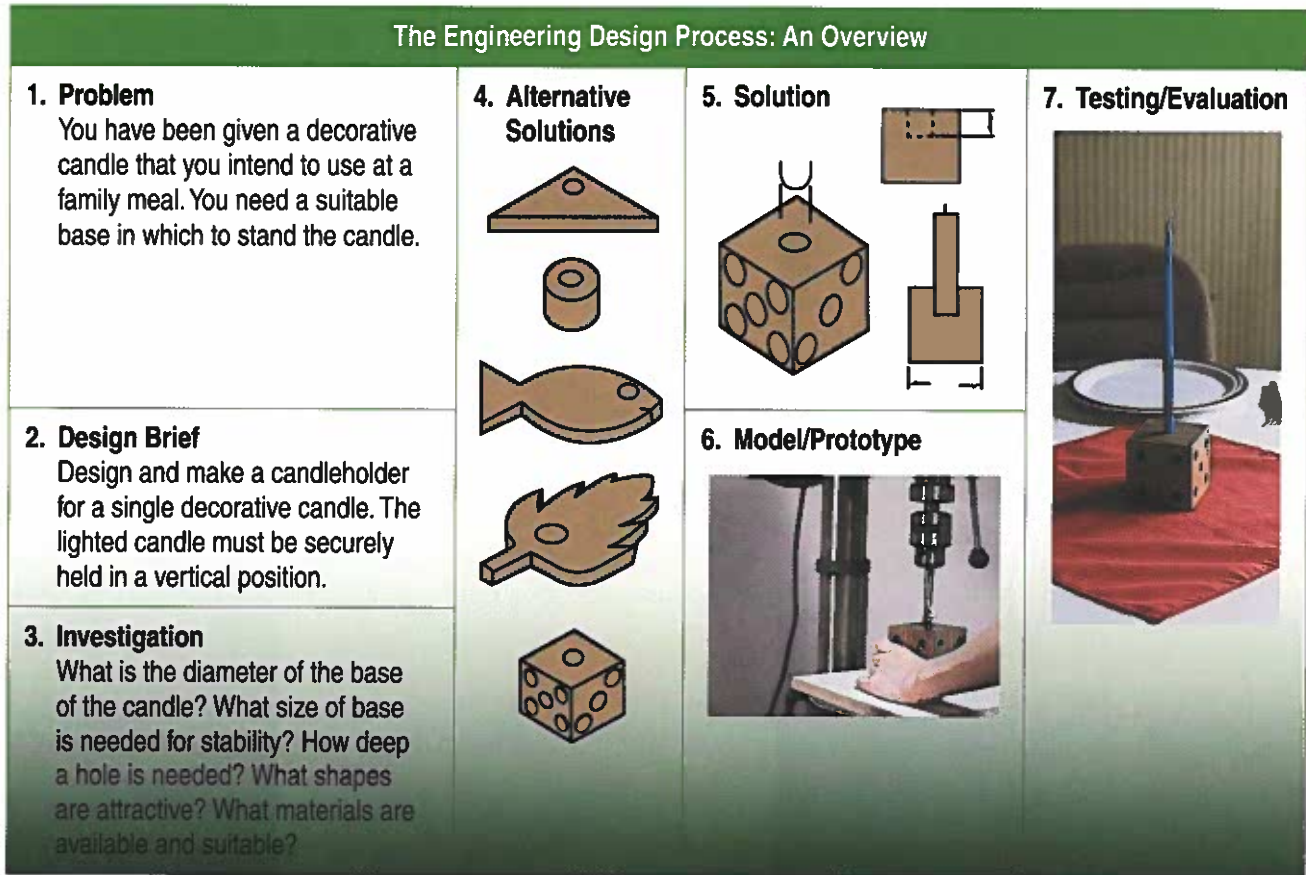 The Engineering Design Process: An Overview
1. Problem
You have been given a decorative
candle that you intend to use at a
family meal. You need a suitable
base in which to stand the candle.
2. Design Brief
Design and make a candleholder
for a single decorative candle. The
lighted candle must be securely
held in a vertical position.
3. Investigation
What is the diameter of the base
of the candle? What size of base
is needed for stability? How deep
a hole is needed? What shapes
are attractive? What materials are
available and suitable?
4. Alternative
Solutions
5. Solution
6. Model/Prototype
7. Testing/Evaluation